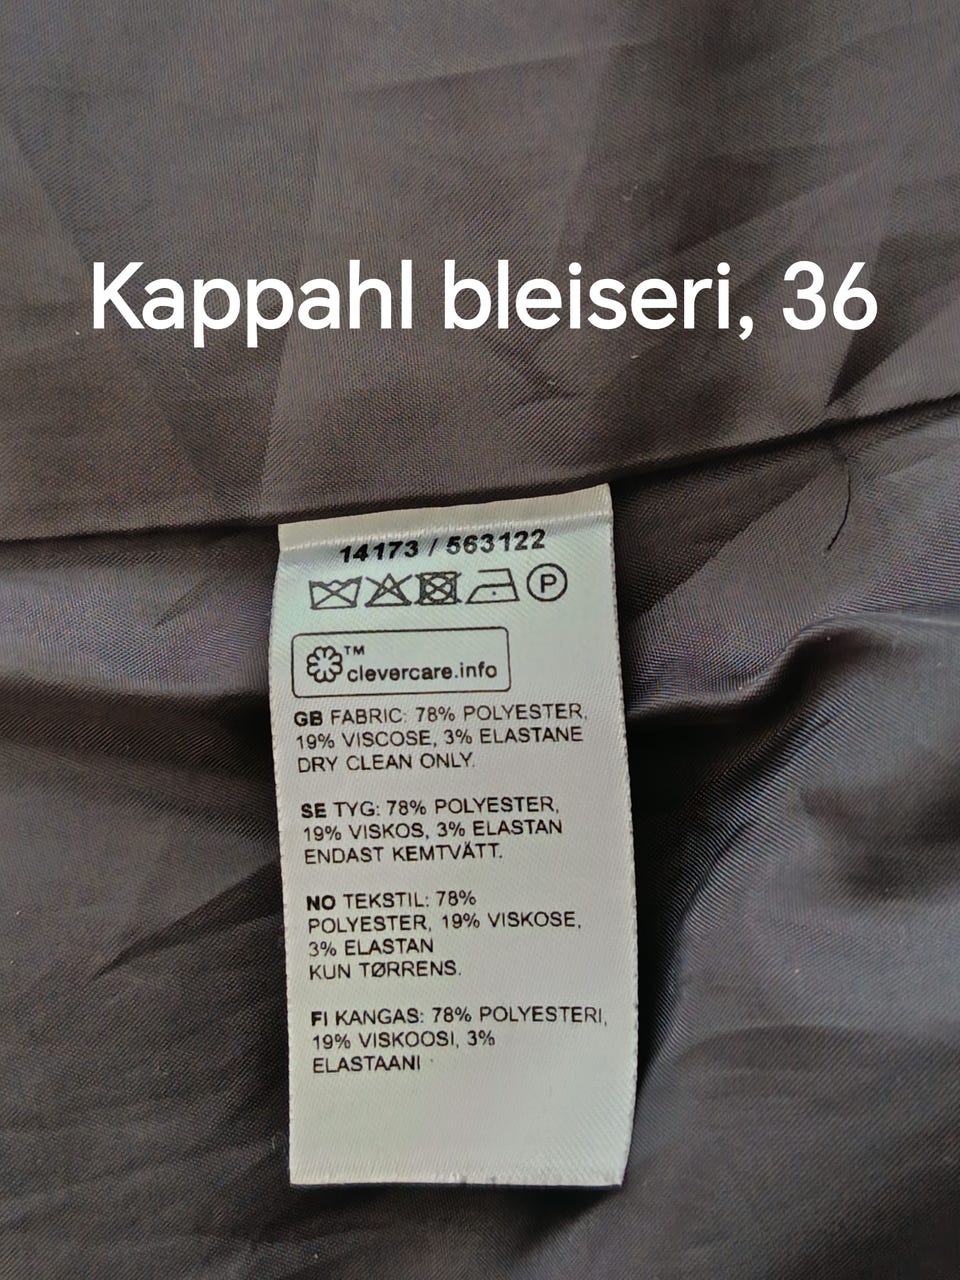 Kappahl bleiseri, 36
14173 / 563122
P
TM
clevercare.info
GB FABRIC: 78% POLYESTER,
19% VISCOSE, 3% ELASTANE
DRY CLEAN ONLY.
SE TYG: 78% POLYESTER,
19% VISKOS, 3% ELASTAN
ENDAST KEMTVÄTT.
NO TEKSTIL: 78%
POLYESTER, 19% VISKOSE,
3% ELASTAN
KUN TØRRENS.
FI KANGAS: 78% POLYESTERI,
19% VISKOOSI, 3%
ELASTAANI